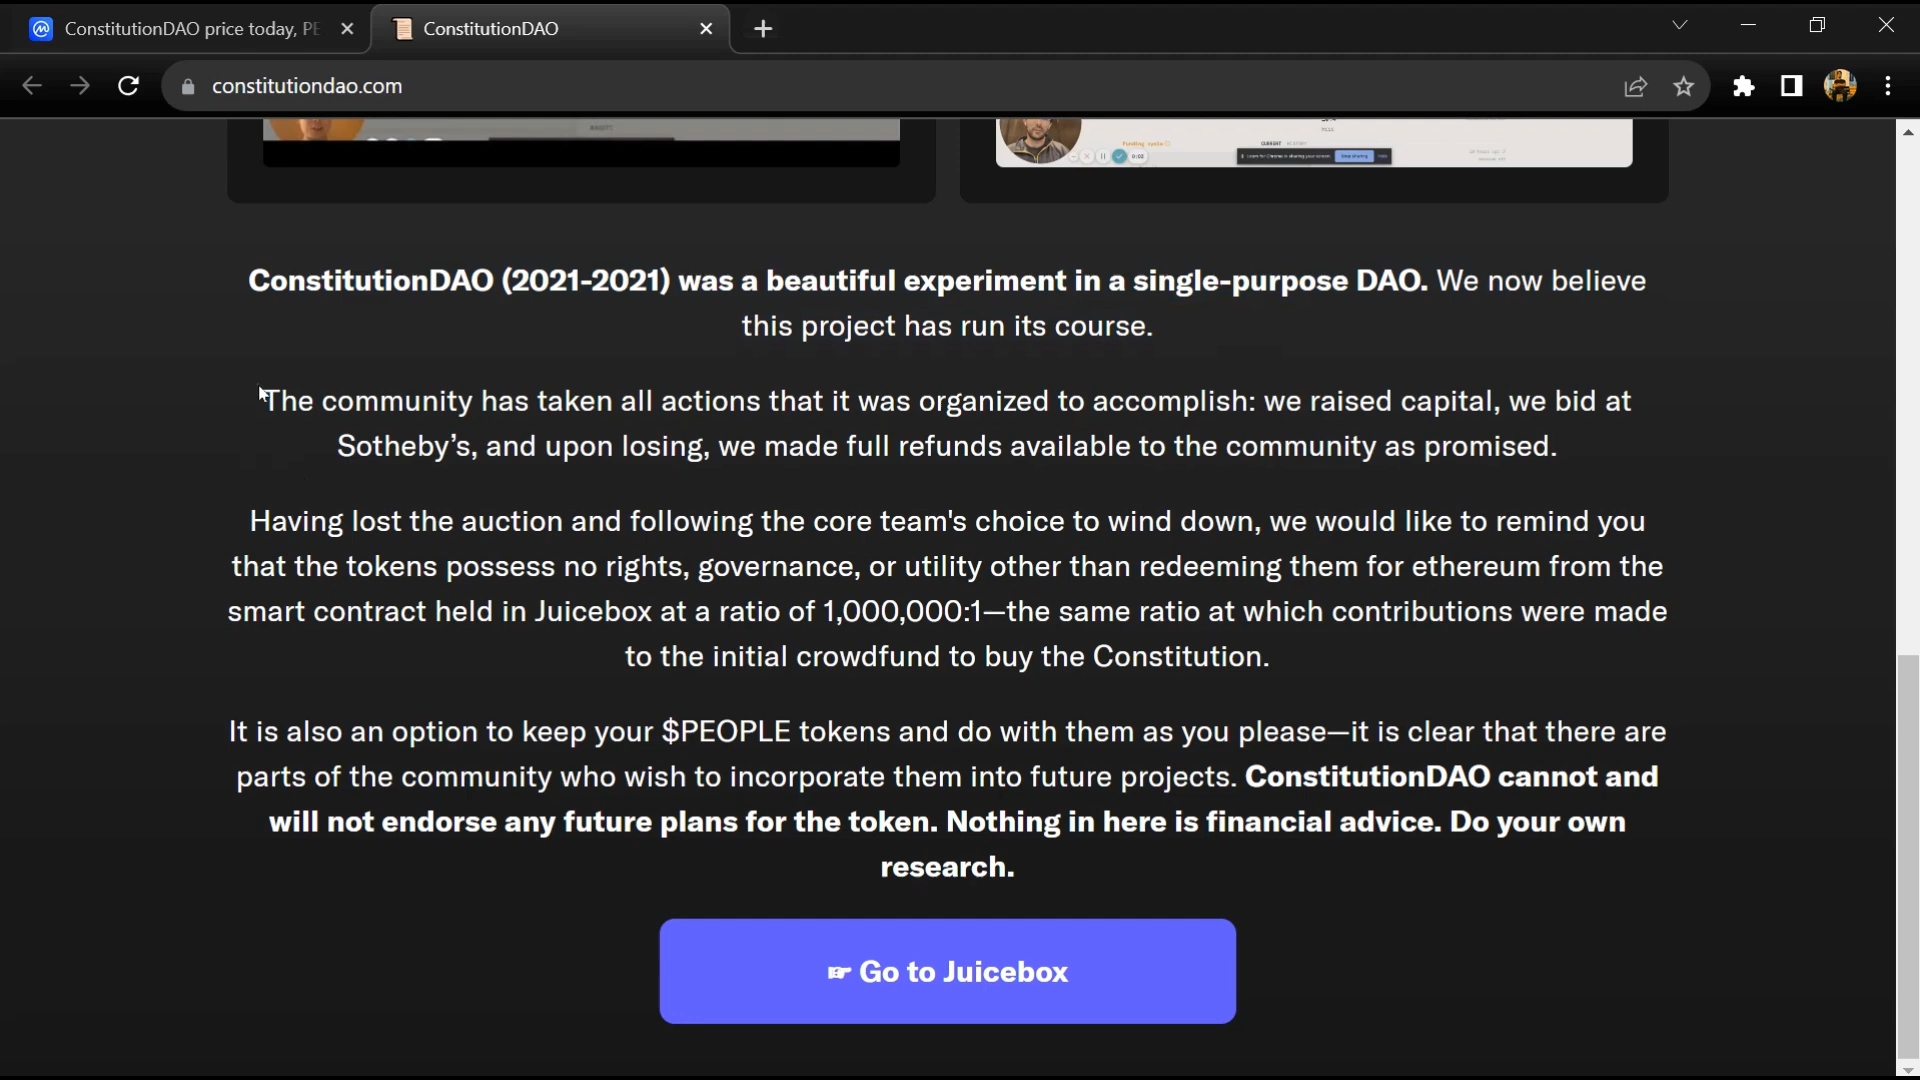 ConstitutionDAO price today, PE
ConstitutionDAO
constitutiondao.com
CURRENT
0:02
Stop sharing
ConstitutionDAO (2021-2021) was a beautiful experiment in a single-purpose DAO. We now believe
this project has run its course.
The community has taken all actions that it was organized to accomplish: we raised capital, we bid at
Sotheby’s, and upon losing, we made full refunds available to the community as promised.
Having lost the auction and following the core team's choice to wind down, we would like to remind you
that the tokens possess no rights, governance, or utility other than redeeming them for ethereum from the
smart contract held in Juicebox at a ratio of 1,000,000:1—the same ratio at which contributions were made
to the initial crowdfund to buy the Constitution.
It is also an option to keep your $PEOPLE tokens and do with them as you please—it is clear that there are
parts of the community who wish to incorporate them into future projects. ConstitutionDAO cannot and
will not endorse any future plans for the token. Nothing in here is financial advice. Do your own
research.
☛ Go to Juicebox